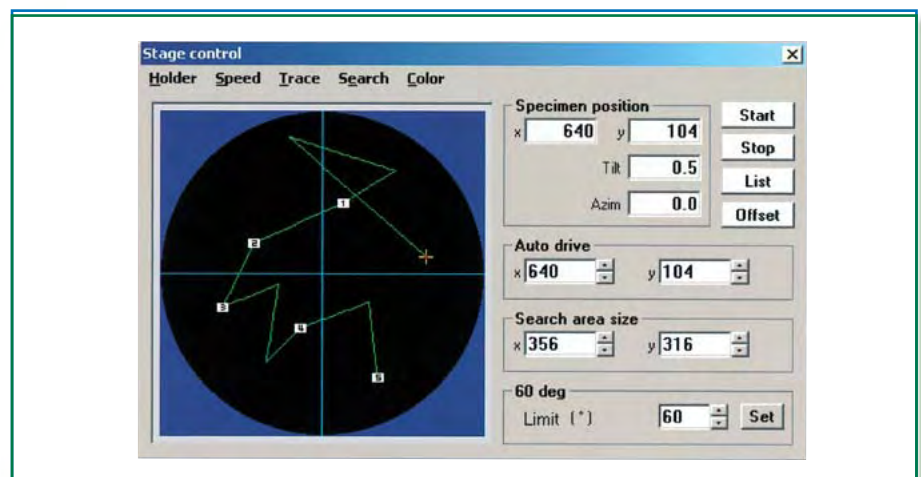 Stage control
Holder Speed Trace Search Color
1
2
3
4
5
Specimen position
x 640 y 104
Tilt 0.5
Azim 0.0
Start
Stop
List
Offset
Auto drive
x 640 y 104
Search area size
x 356 y 316
60 deg
Limit (°) 60 Set